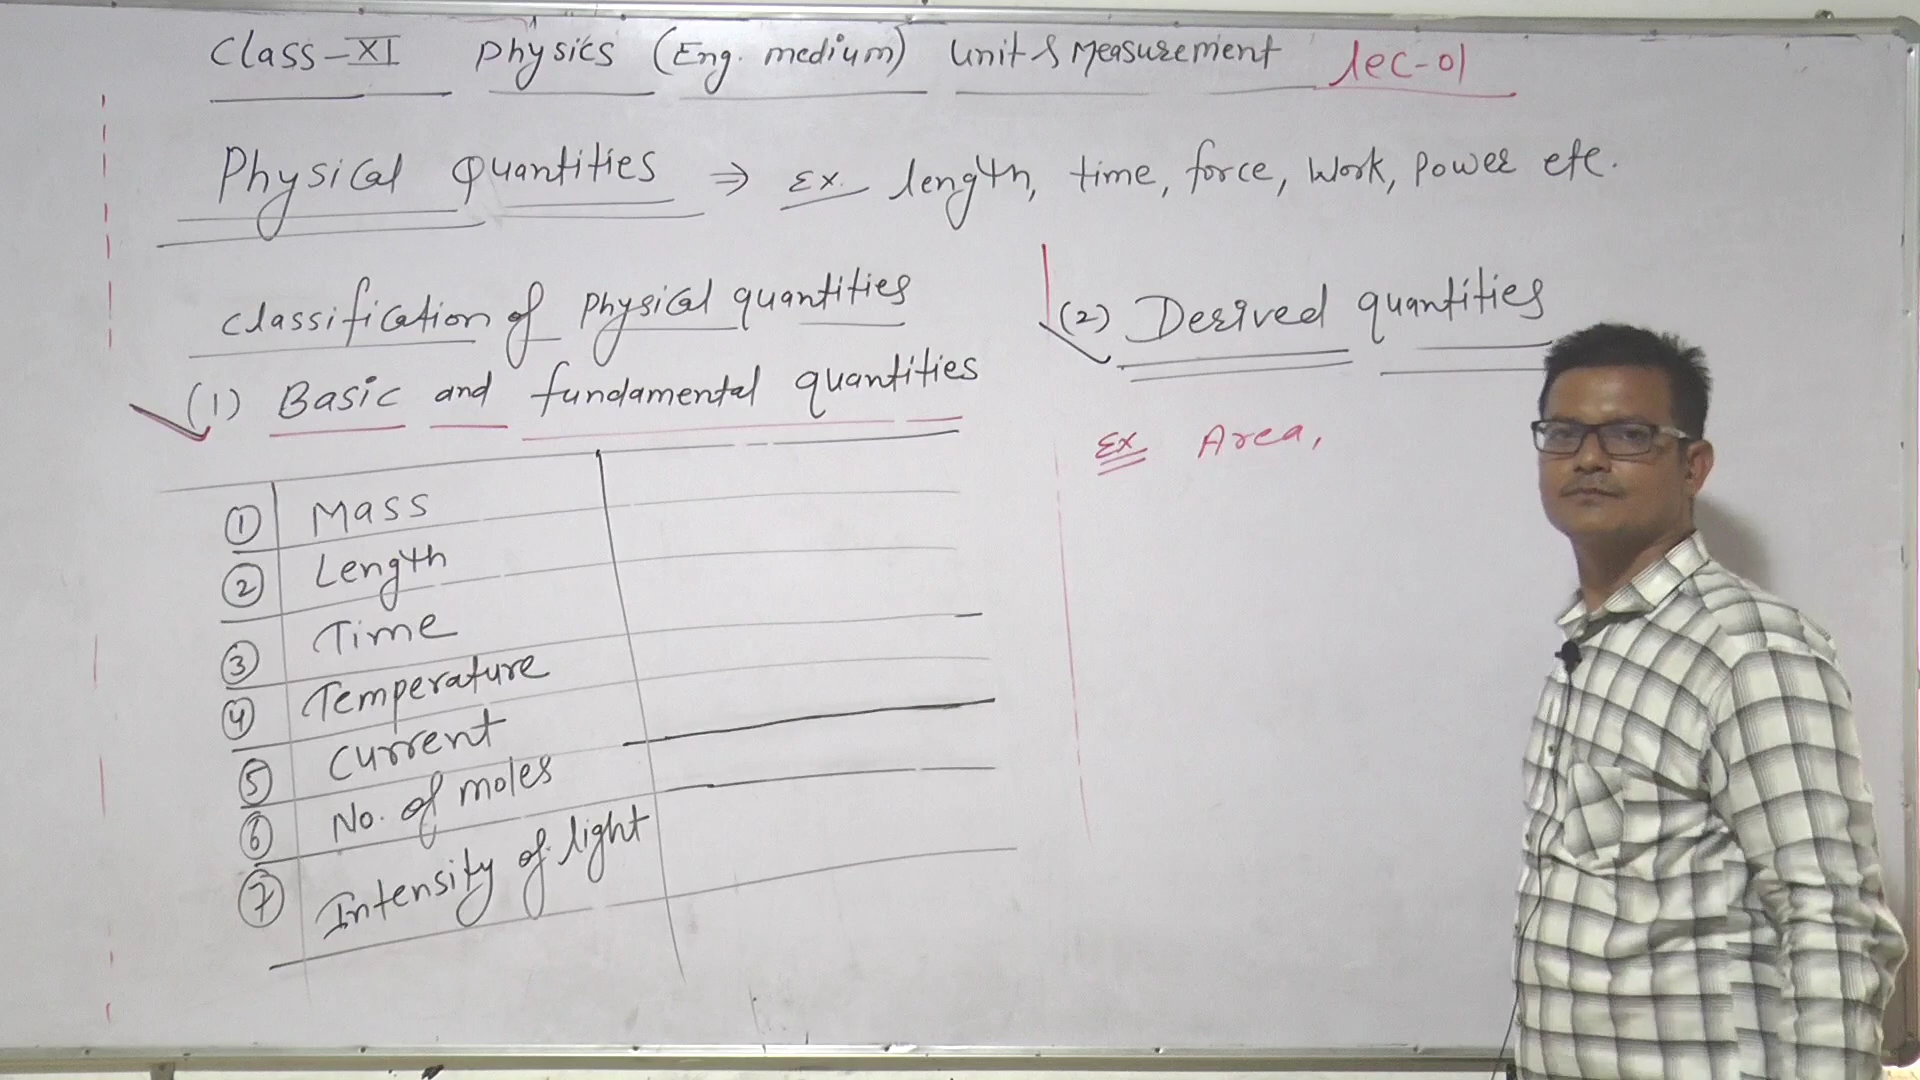 Class-XI Physics (Eng. medium) Unit & Measurement Lec-01
Physical Quantities ⇒ Ex. length, time, force, Work, Power etc.
Classification of physical quantities
(1) Basic and fundamental quantities
① Mass
② Length
③ Time
④ Temperature
⑤ Current
⑥ No. of moles
⑦ Intensity of light
(2) Derived quantities
Ex Area,